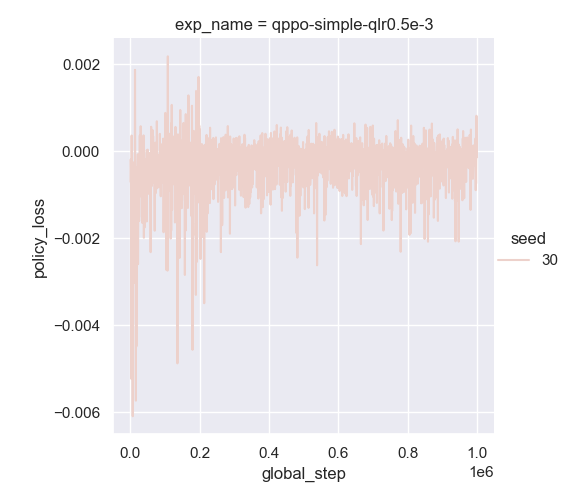 exp_name = qppo-simple-qlr0.5e-3
0.002
0.000
−0.002
−0.004
−0.006
policy_loss
0.0 0.2 0.4 0.6 0.8 1.0
1e6
global_step
seed
30